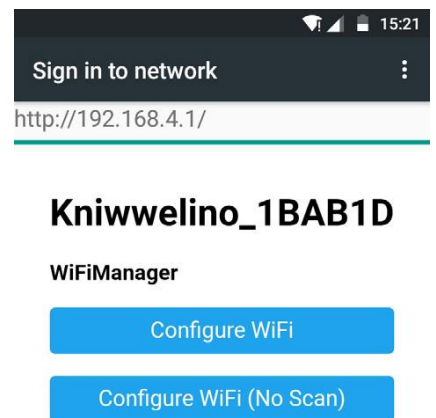 15:21
Sign in to network
http://192.168.4.1/
Kniwwelino_1BAB1D
WiFiManager
Configure WiFi
Configure WiFi (No Scan)